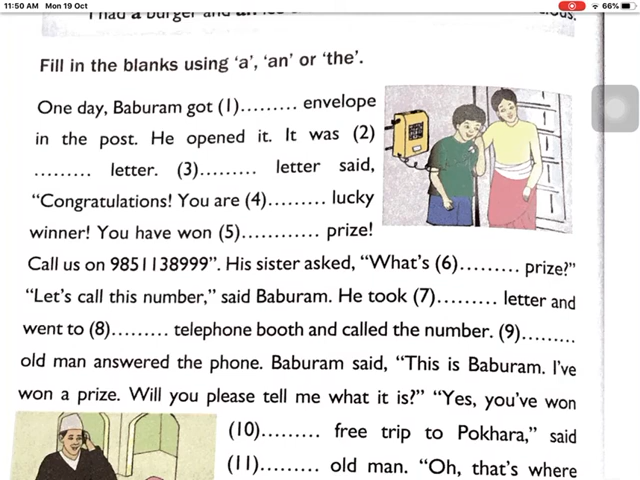 11:50 AM Mon 19 Oct
66%
I had a burger and an
Fill in the blanks using ‘a’, ‘an’ or ‘the’.
One day, Baburam got (1)......... envelope
in the post. He opened it. It was (2)
......... letter. (3)......... letter said,
“Congratulations! You are (4)......... lucky
winner! You have won (5)............ prize!
Call us on 9851138999”. His sister asked, “What’s (6)......... prize?”
“Let’s call this number,” said Baburam. He took (7)......... letter and
went to (8)......... telephone booth and called the number. (9).........
old man answered the phone. Baburam said, “This is Baburam. I’ve
won a prize. Will you please tell me what it is?” “Yes, you’ve won
(10)......... free trip to Pokhara,” said
(11)......... old man. “Oh, that’s where